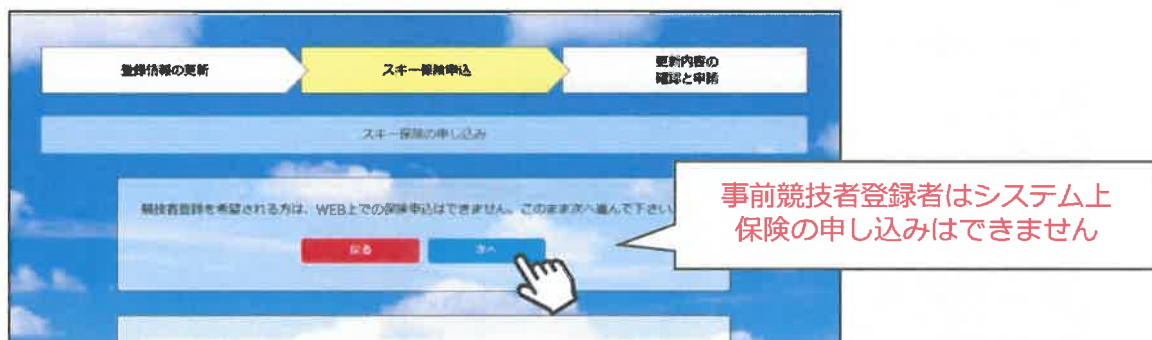 登録情報の更新
スキー保険申込
更新内容の
確認と申請
スキー保険の申し込み
競技者登録を希望される方は、WEB上での保険申込はできません。このまま次へ進んで下さい。
戻る
次へ
事前競技者登録者はシステム上
保険の申し込みはできません